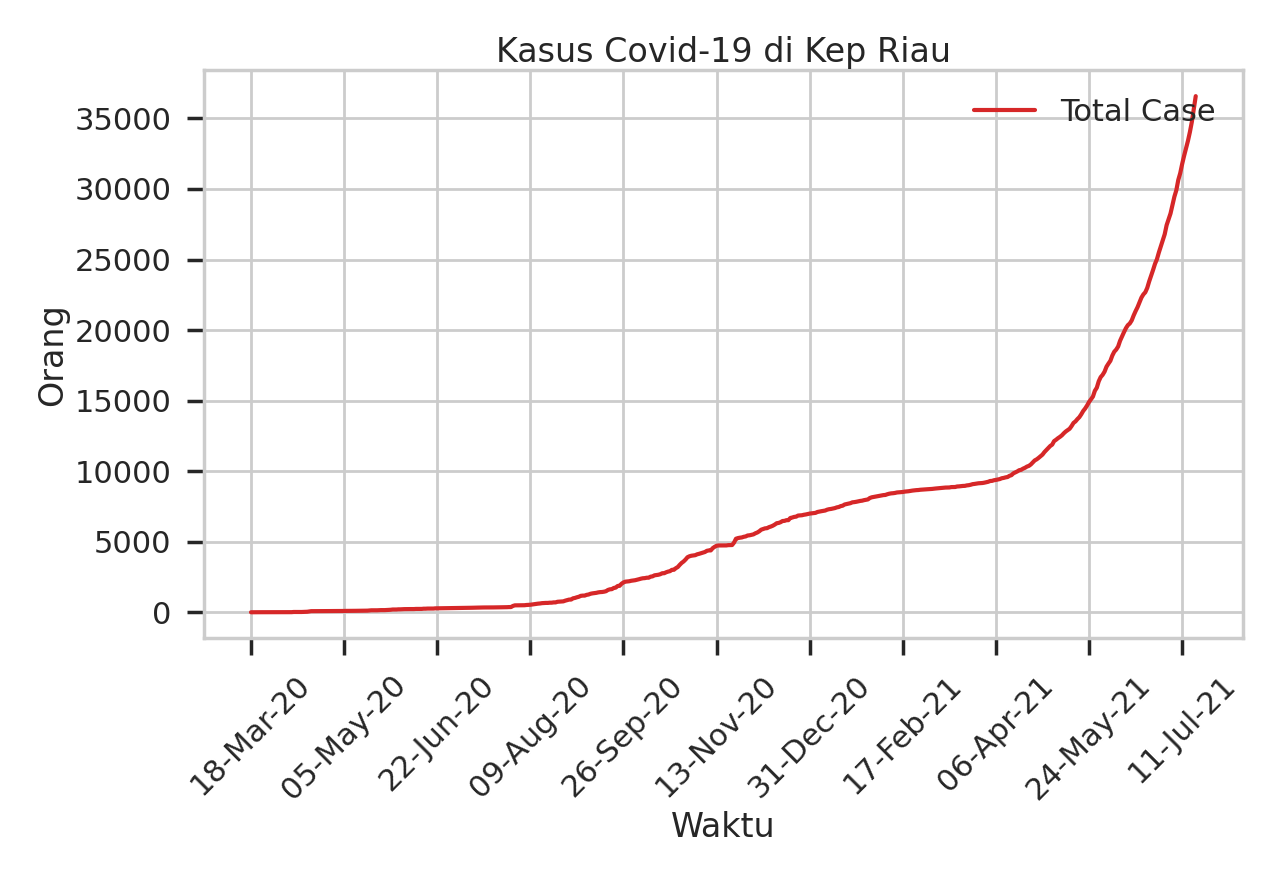 Kasus Covid-19 di Kep Riau
Total Case
35000
30000
25000
20000
15000
10000
5000
0
Orang
18-Mar-20
05-May-20
22-Jun-20
09-Aug-20
26-Sep-20
13-Nov-20
31-Dec-20
17-Feb-21
06-Apr-21
24-May-21
11-Jul-21
Waktu